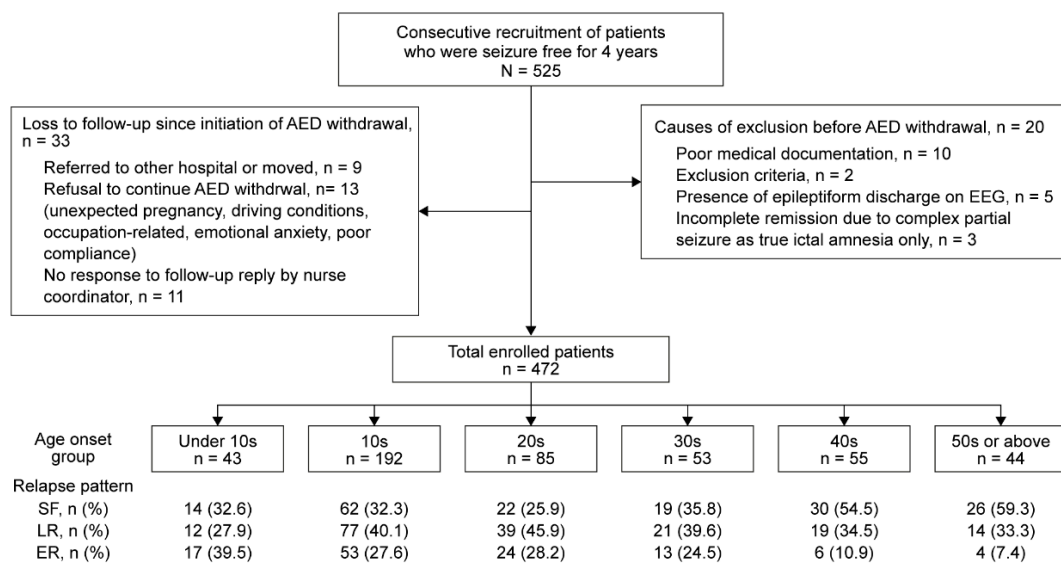 Consecutive recruitment of patients
who were seizure free for 4 years
N = 525
Loss to follow-up since initiation of AED withdrawal,
n = 33
Referred to other hospital or moved, n = 9
Refusal to continue AED withdrwal, n= 13
(unexpected pregnancy, driving conditions,
occupation-related, emotional anxiety, poor
compliance)
No response to follow-up reply by nurse
coordinator, n = 11
Causes of exclusion before AED withdrawal, n = 20
Poor medical documentation, n = 10
Exclusion criteria, n = 2
Presence of epileptiform discharge on EEG, n = 5
Incomplete remission due to complex partial
seizure as true ictal amnesia only, n = 3
Total enrolled patients
n = 472
Age onset
group
Under 10s
n = 43
10s
n = 192
20s
n = 85
30s
n = 53
40s
n = 55
50s or above
n = 44
Relapse pattern
SF, n (%) 14 (32.6) 62 (32.3) 22 (25.9) 19 (35.8) 30 (54.5) 26 (59.3)
LR, n (%) 12 (27.9) 77 (40.1) 39 (45.9) 21 (39.6) 19 (34.5) 14 (33.3)
ER, n (%) 17 (39.5) 53 (27.6) 24 (28.2) 13 (24.5) 6 (10.9) 4 (7.4)